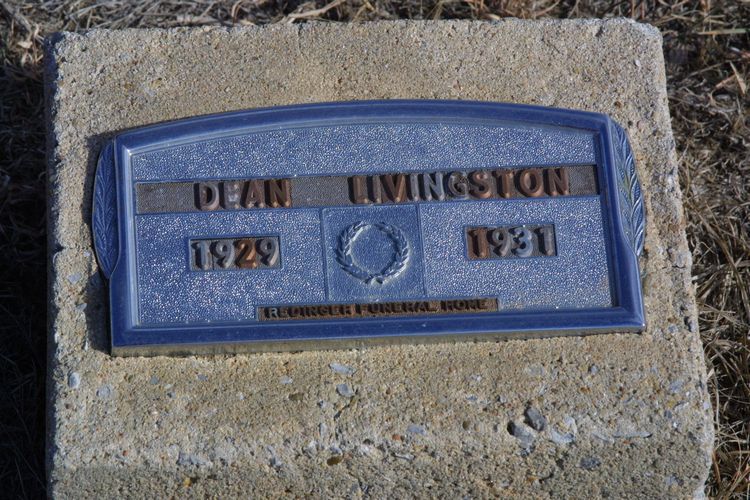 DEAN LIVINGSTON
1929 1931
REDINGER FUNERAL HOME